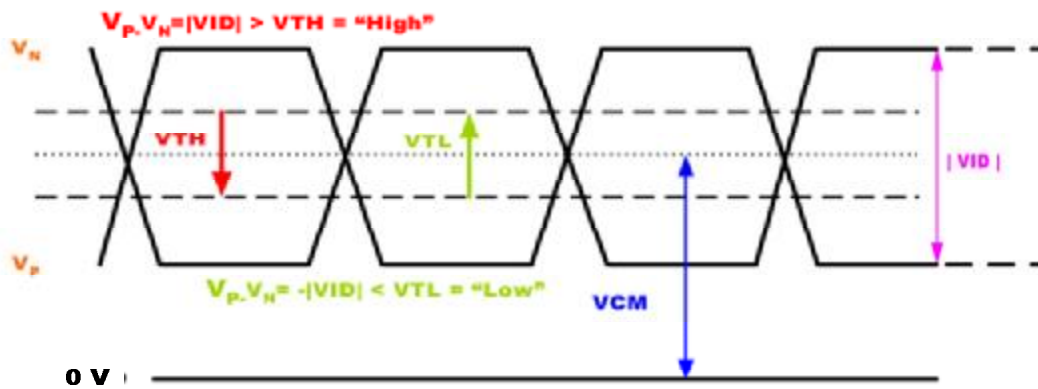 VP-VN=|VID| > VTH = “High”
VN
VTH
VTL
| VID |
VP
VP-VN= -|VID| < VTL = “Low”
VCM
0 V